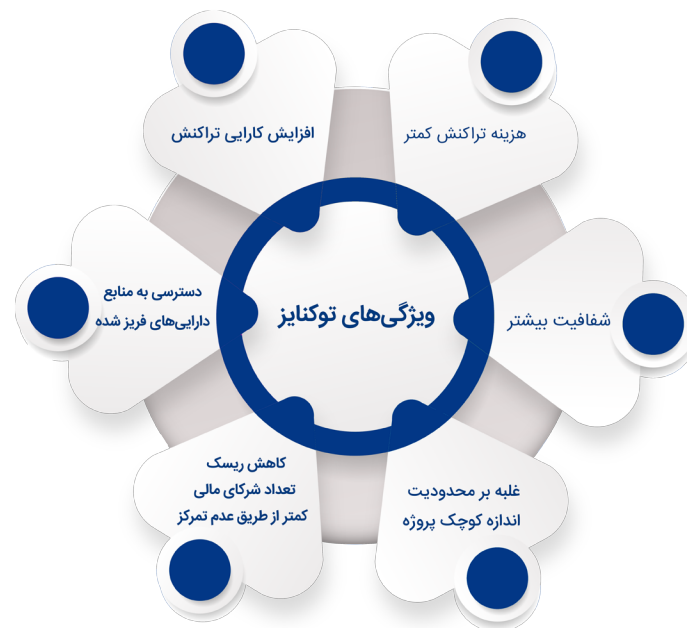 ویژگی‌های توکنایز
هزینه تراکنش کمتر
شفافیت بیشتر
غلبه بر محدودیت
اندازه کوچک پروژه
کاهش ریسک
تعداد شرکای مالی
کمتر از طریق عدم تمرکز
دسترسی به منابع
دارایی‌های فریز شده
افزایش کارایی تراکنش